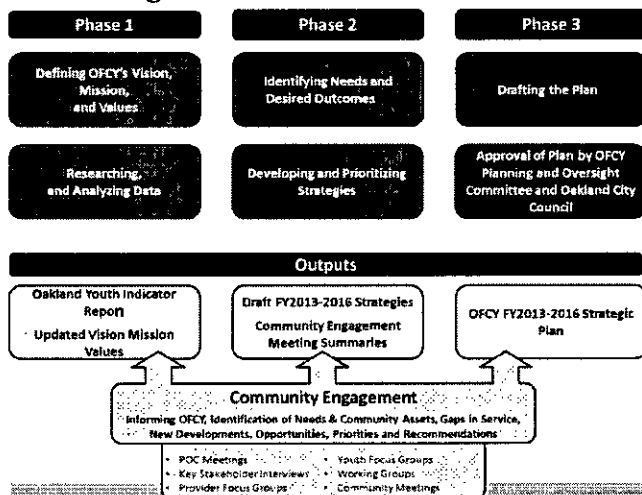 Phase 1
Phase 2
Phase 3
Defining OFCY's Vision,
Mission,
and Values
Identifying Needs and
Desired Outcomes
Drafting the Plan
Researching,
and Analyzing Data
Developing and Prioritizing
Strategies
Approval of Plan by OFCY
Planning and Oversight
Committee and Oakland City
Council
Outputs
Oakland Youth Indicator
Report
Updated Vision Mission
Values
Draft FY2013-2016 Strategies
Community Engagement
Meeting Summaries
OFCY FY2013-2016 Strategic
Plan
Community Engagement
Informing OFCY, Identification of Needs & Community Assets, Gaps in Service,
New Developments, Opportunities, Priorities and Recommendations
• POC Meetings
• Key Stakeholder Interviews
• Provider Focus Groups
• Youth Focus Groups
• Working Groups
• Community Meetings